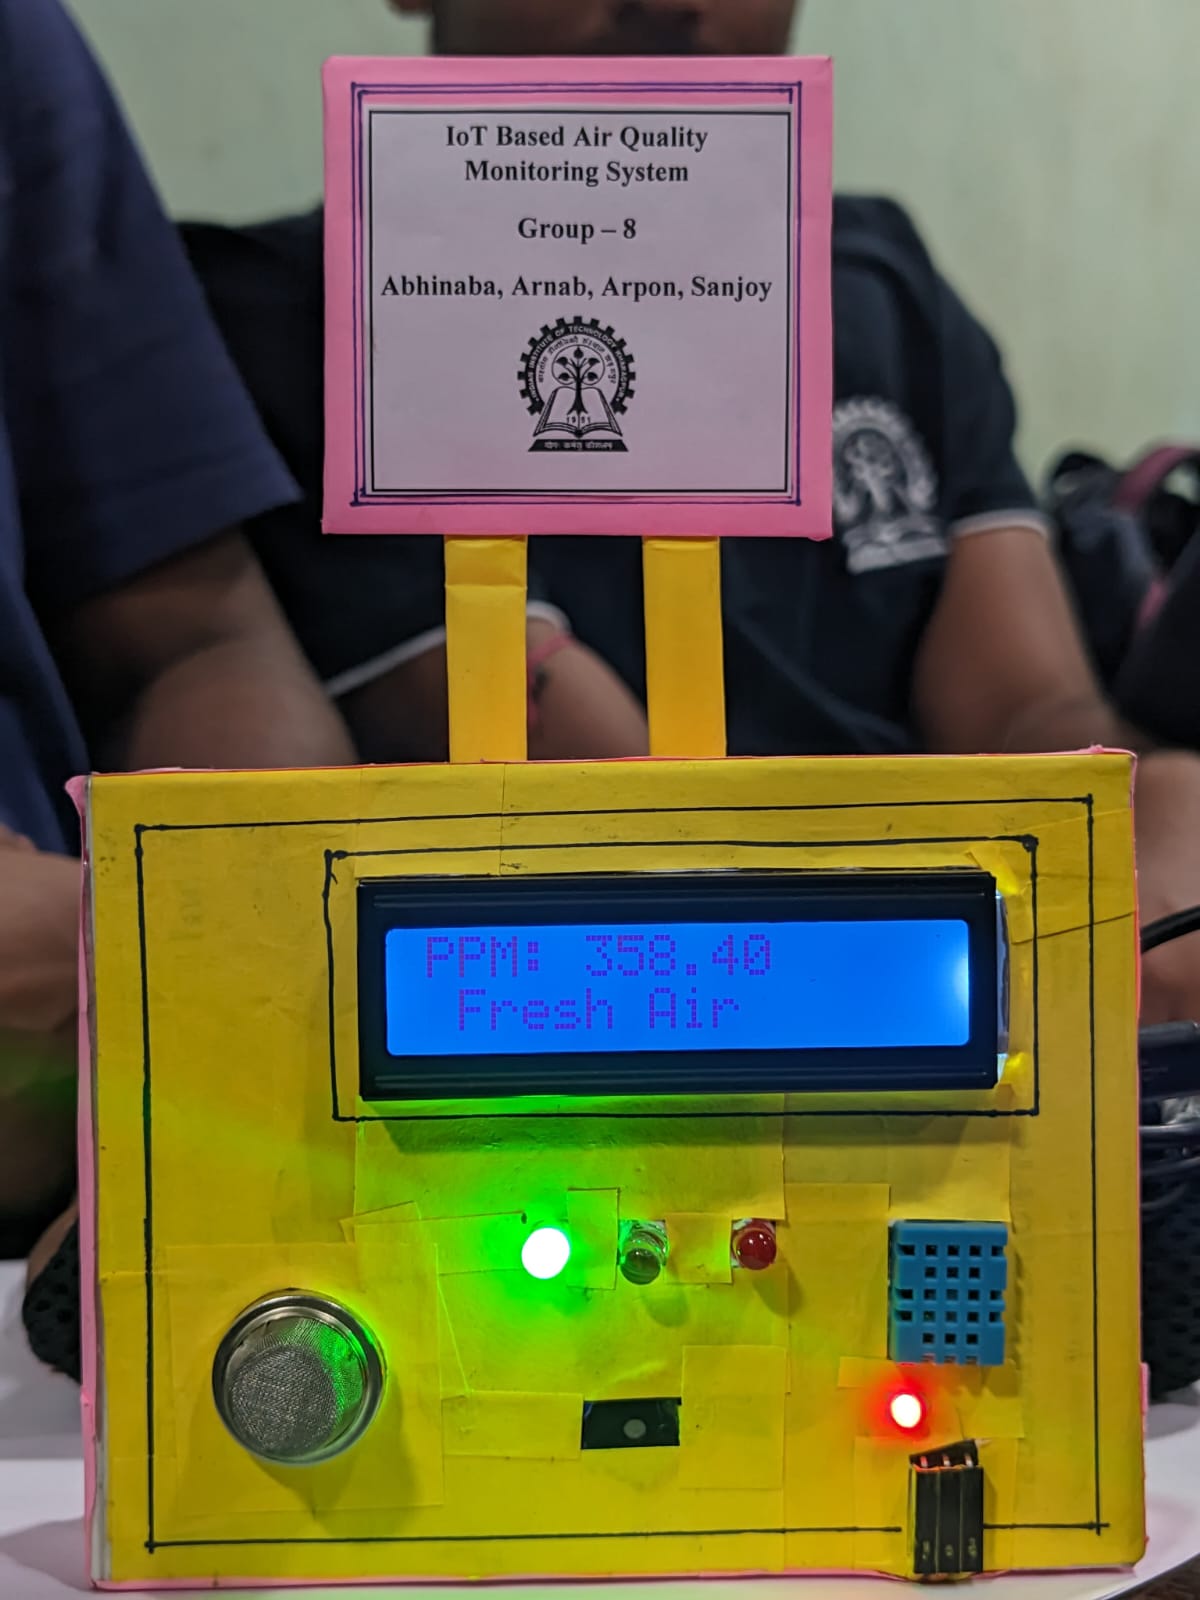 IoT Based Air Quality
Monitoring System
Group – 8
Abhinaba, Arnab, Arpon, Sanjoy
INDIAN INSTITUTE OF TECHNOLOGY KHARAGPUR
1951
योगः कर्मसु कौशलम्
PPM: 358.40
Fresh Air